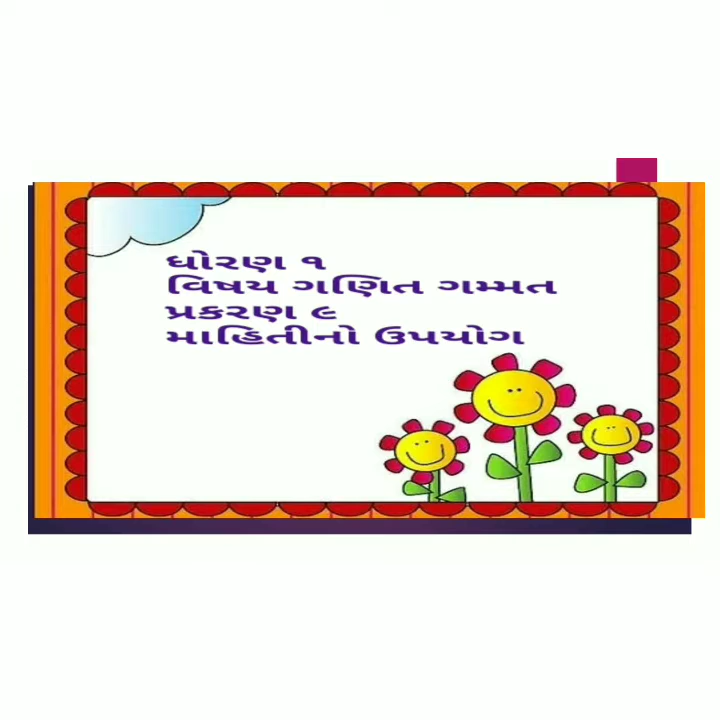 ધોરણ ૧
વિષય ગણિત ગમ્મત
પ્રકરણ ૯
માહિતીનો ઉપયોગ